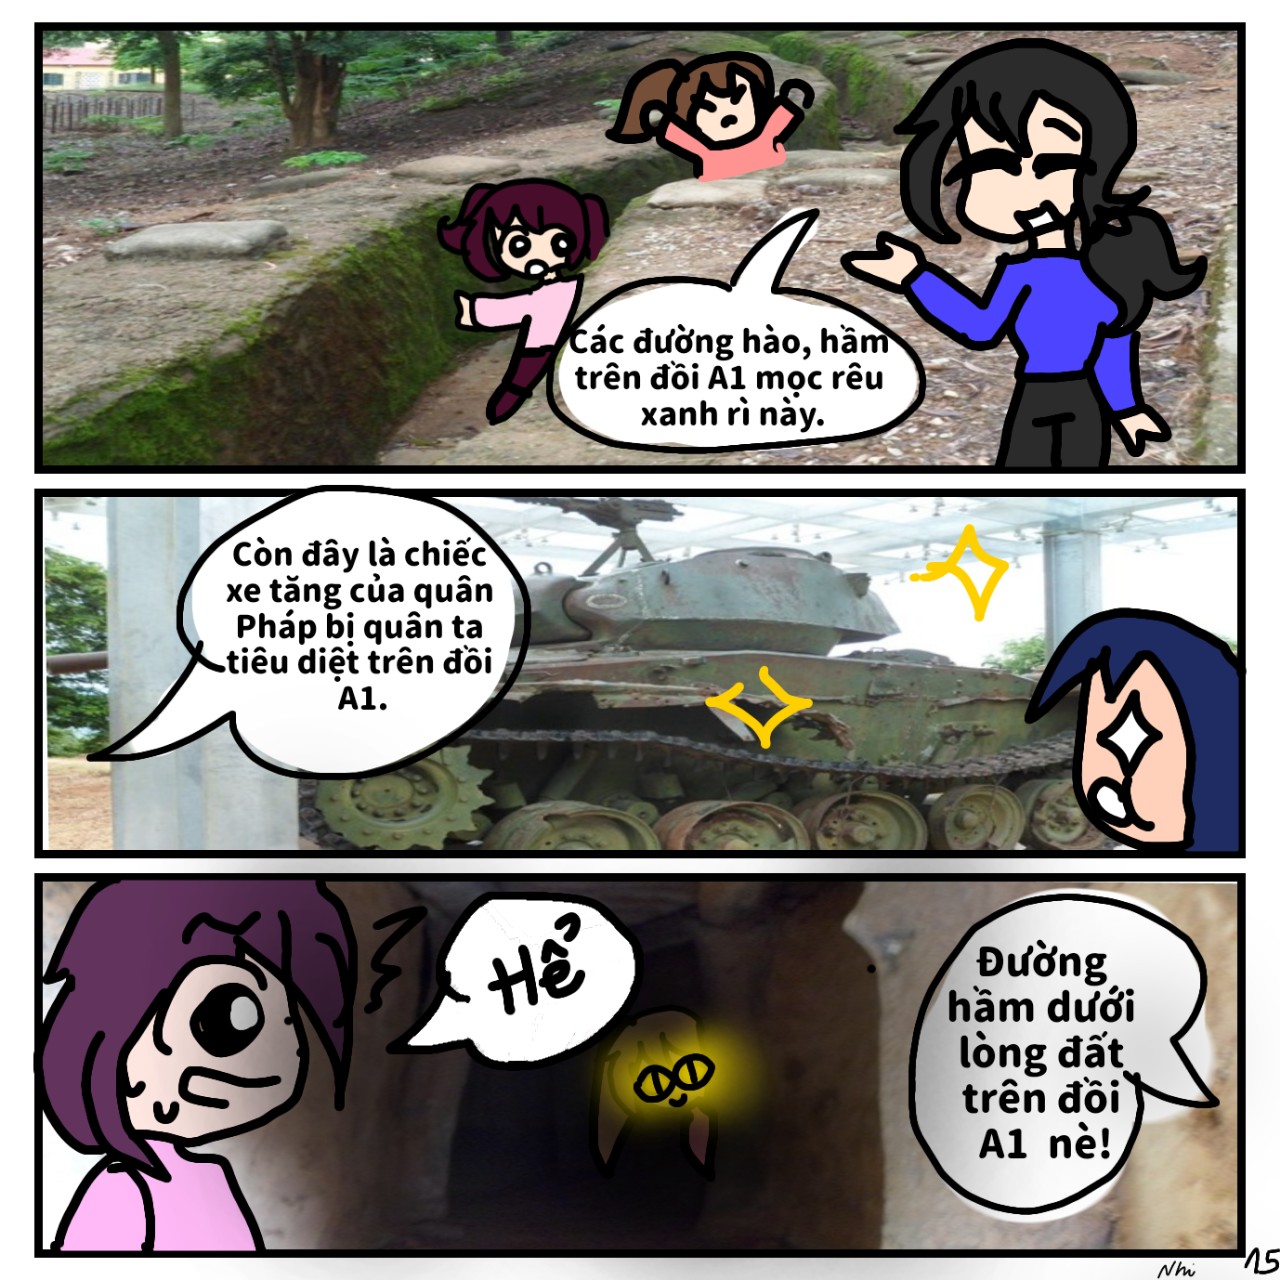 Các đường hào, hầm
trên đồi A1 mọc rêu
xanh rì này.
Còn đây là chiếc
xe tăng của quân
Pháp bị quân ta
tiêu diệt trên đồi
A1.
Hể
Đường
hầm dưới
lòng đất
trên đồi
A1 nè!
Nhi 15